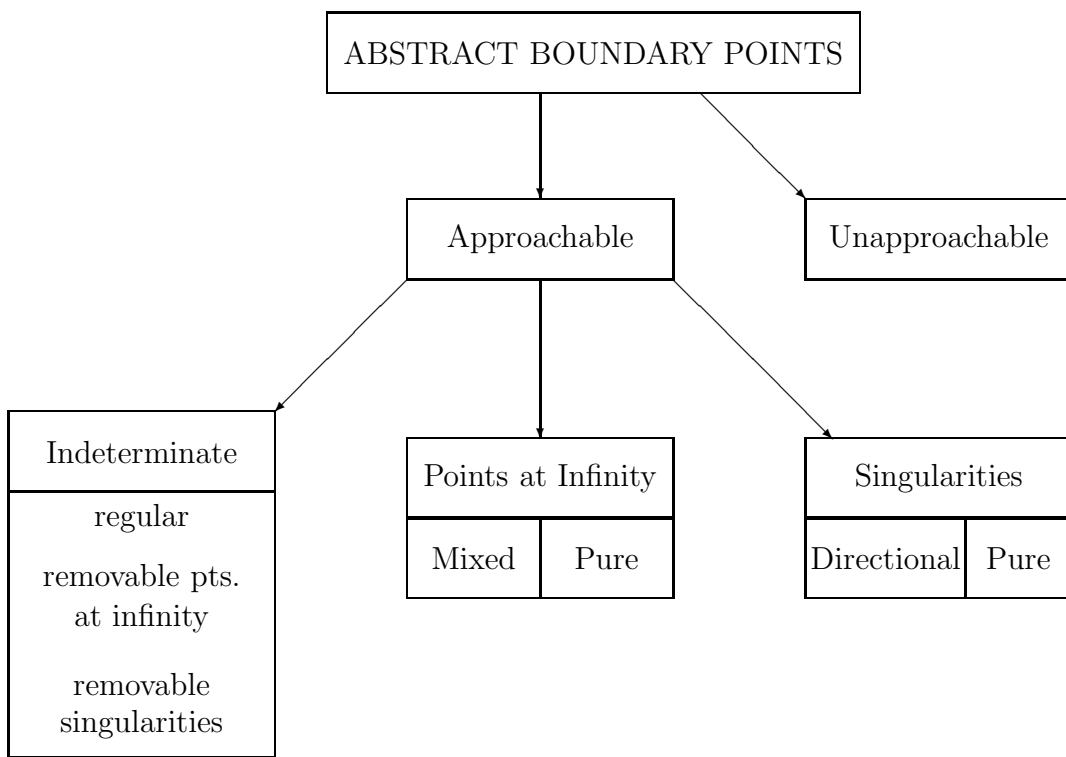 ABSTRACT BOUNDARY POINTS
Approachable
Unapproachable
Indeterminate
regular
removable pts.
at infinity
removable
singularities
Points at Infinity
Mixed
Pure
Singularities
Directional
Pure